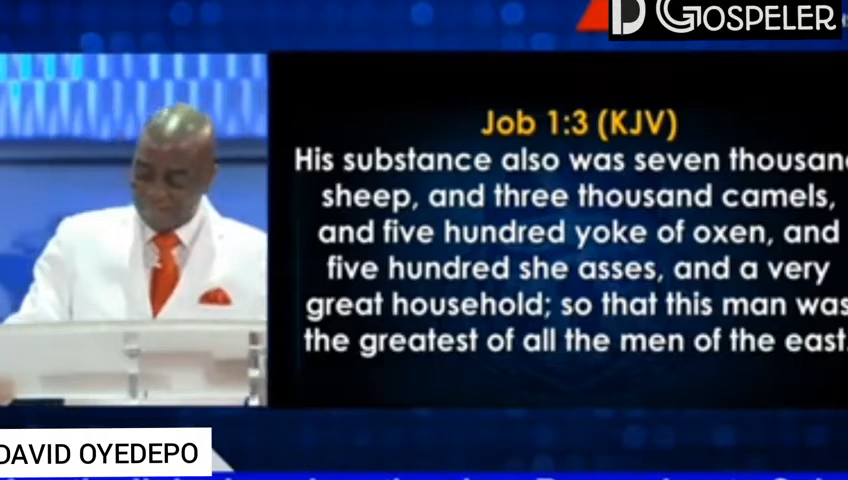 D GOSPELER
Job 1:3 (KJV)
His substance also was seven thousand
sheep, and three thousand camels,
and five hundred yoke of oxen, and
five hundred she asses, and a very
great household; so that this man was
the greatest of all the men of the east.
DAVID OYEDEPO